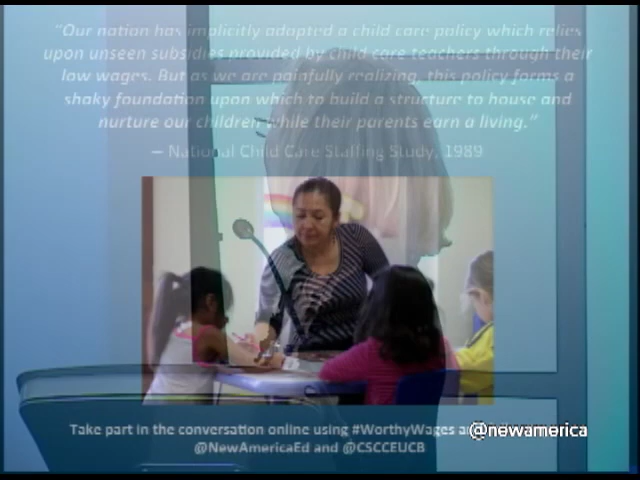 "Our nation has implicitly adopted a child care policy which relies
upon unseen subsidies provided by child care teachers through their
low wages. But as we are painfully realizing, this policy forms a
shaky foundation upon which to build a structure to house and
nurture our children while their parents earn a living."
— National Child Care Staffing Study, 1989
Take part in the conversation online using #WorthyWages
@newamerica
@NewAmericaEd and @CSCCEUCB